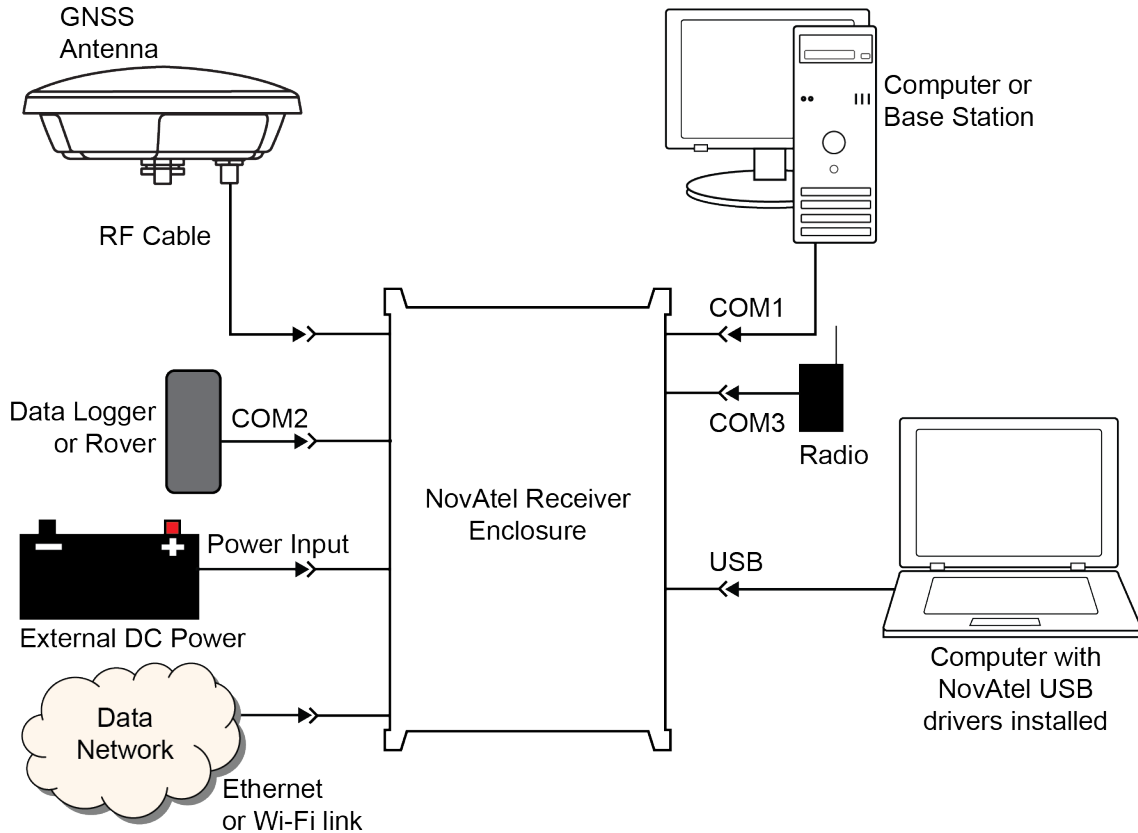 GNSS
Antenna
RF Cable
Computer or
Base Station
COM1
COM3
Radio
Data Logger
or Rover
COM2
NovAtel Receiver
Enclosure
Power Input
External DC Power
USB
Computer with
NovAtel USB
drivers installed
Data
Network
Ethernet
or Wi-Fi link